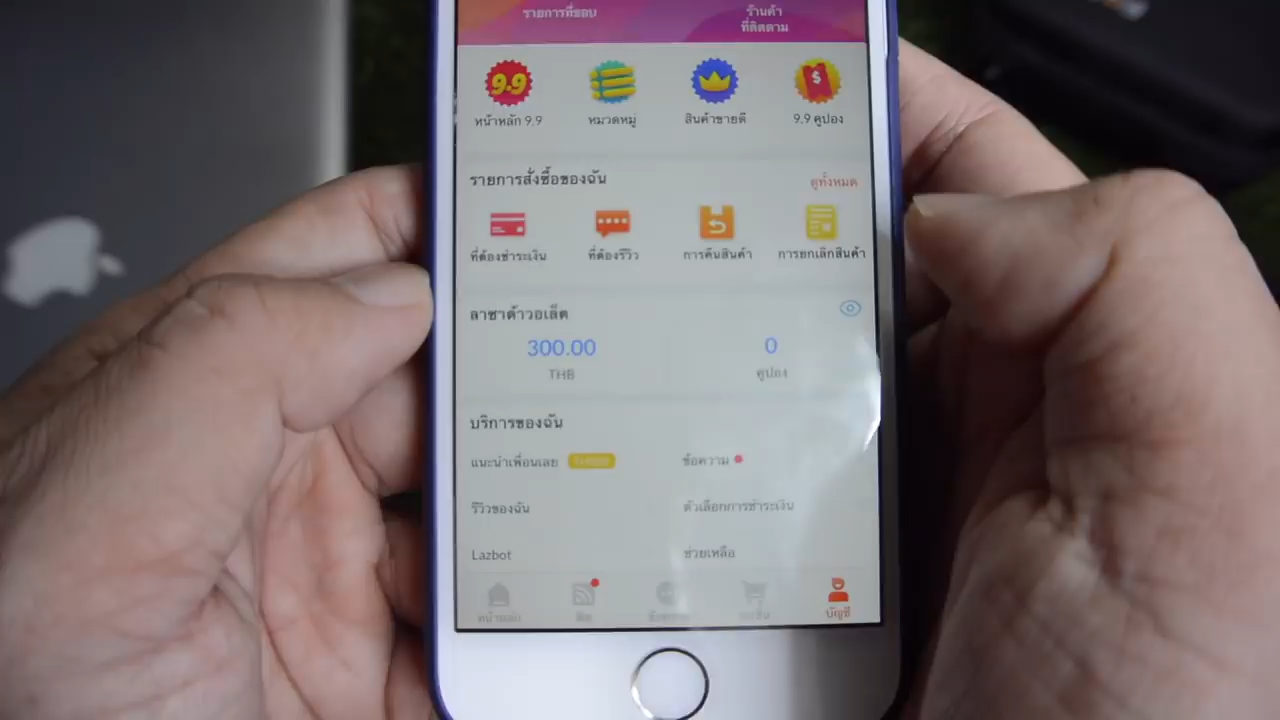 รายการที่ชอบ
ร้านค้า
ที่ติดตาม
9.9
$
หน้าหลัก 9.9
หมวดหมู่
สินค้าขายดี
9.9 คูปอง
รายการสั่งซื้อของฉัน
ดูทั้งหมด
ที่ต้องชำระเงิน
ที่ต้องรีวิว
การคืนสินค้า
การยกเลิกสินค้า
ลาซาด้าวอเล็ต
300.00
0
THB
คูปอง
บริการของฉัน
แนะนำเพื่อนเลย
ข้อความ
รีวิวของฉัน
ตัวเลือกการชำระเงิน
Lazbot
ช่วยเหลือ
บัญชี